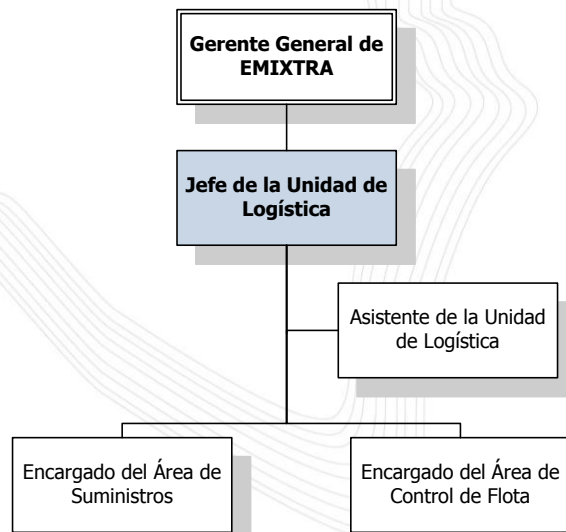 Gerente General de
EMIXTRA
Jefe de la Unidad de
Logística
Asistente de la Unidad
de Logística
Encargado del Área de
Suministros
Encargado del Área de
Control de Flota